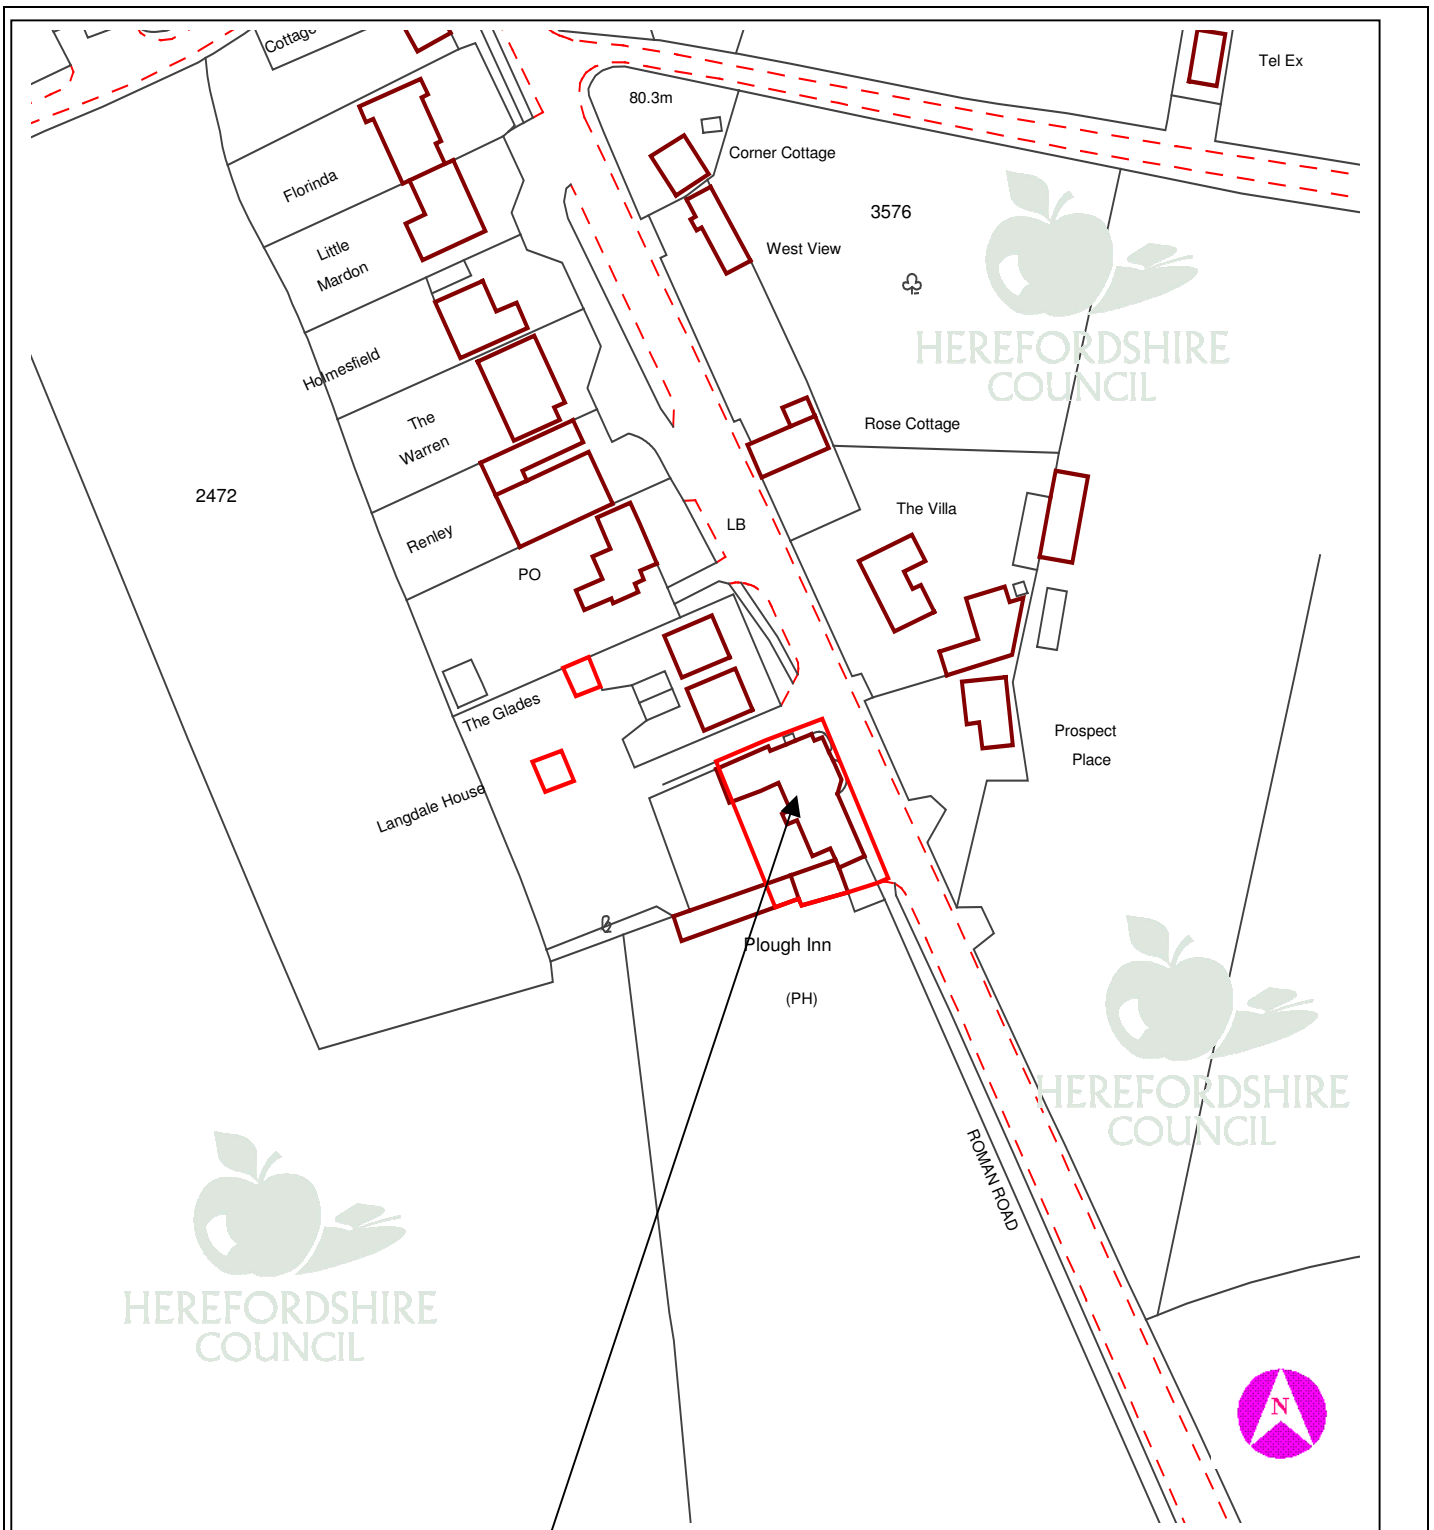 Cottage
Tel Ex
80.3m
Corner Cottage
Florinda
3576
Little
Mardon
West View
HEREFORDSHIRE
COUNCIL
Holmesfield
The
Warren
Rose Cottage
2472
Renley
LB
The Villa
PO
The Glades
Prospect
Place
Langdale House
Plough Inn
(PH)
HEREFORDSHIRE
COUNCIL
ROMAN ROAD
HEREFORDSHIRE
COUNCIL
N